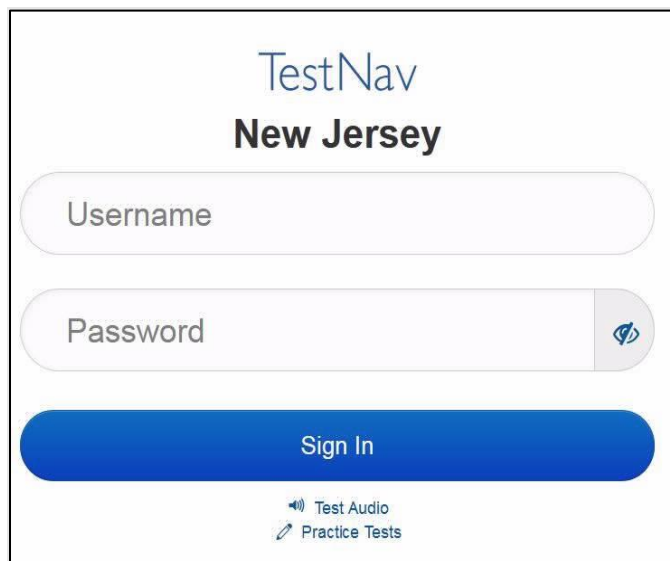 TestNav
New Jersey
Username
Password
Sign In
Test Audio
Practice Tests